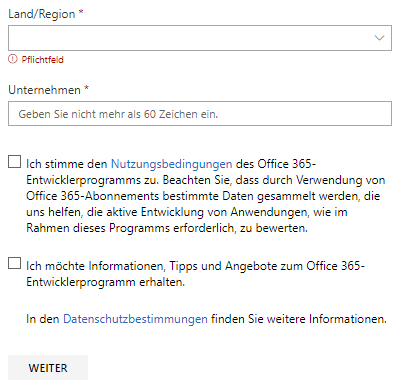 Land/Region *
Pflichtfeld
Unternehmen *
Geben Sie nicht mehr als 60 Zeichen ein.
Ich stimme den Nutzungsbedingungen des Office 365-
Entwicklerprogramms zu. Beachten Sie, dass durch Verwendung von
Office 365-Abonnements bestimmte Daten gesammelt werden, die
uns helfen, die aktive Entwicklung von Anwendungen, wie im
Rahmen dieses Programms erforderlich, zu bewerten.
Ich möchte Informationen, Tipps und Angebote zum Office 365-
Entwicklerprogramm erhalten.
In den Datenschutzbestimmungen finden Sie weitere Informationen.
WEITER